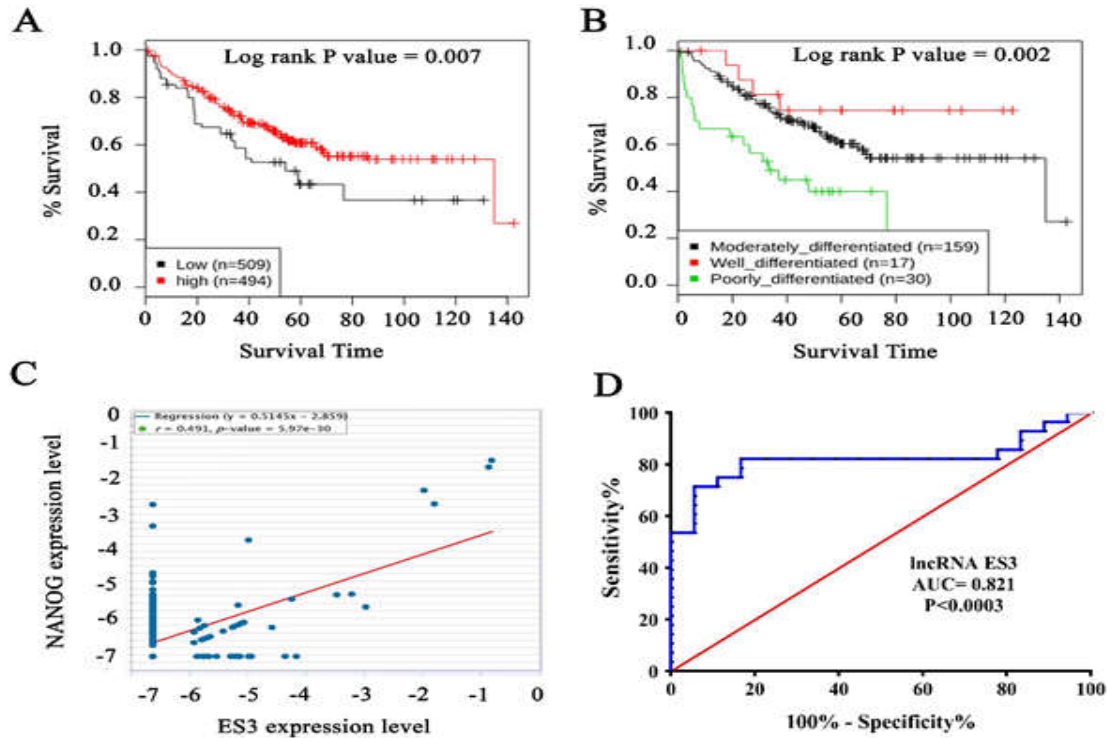 A
Log rank P value = 0.007
1.0
0.8
0.6
0.4
0.2
0.0
% Survival
Low (n=509)
high (n=494)
0 20 40 60 80 100 120 140
Survival Time
B
Log rank P value = 0.002
1.0
0.8
0.6
0.4
0.2
0.0
% Survival
Moderately_differentiated (n=159)
Well_differentiated (n=17)
Poorly_differentiated (n=30)
0 20 40 60 80 100 120 140
Survival Time
C
0
-1
-2
-3
-4
-5
-6
-7
NANOG expression level
Regression (y = 0.5145x − 2.859)
r = 0.491, p-value = 5.97e-30
-7 -6 -5 -4 -3 -2 -1 0
ES3 expression level
D
100
80
60
40
20
0
Sensitivity%
lncRNA ES3
AUC= 0.821
P<0.0003
0 20 40 60 80 100
100% - Specificity%